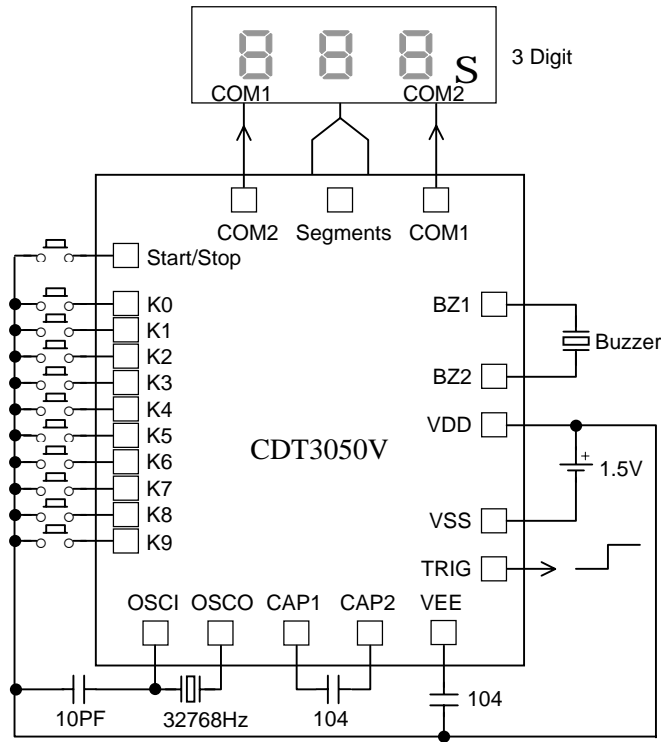 S
3 Digit
COM1 COM2
COM2 Segments COM1
Start/Stop
K0
K1
K2
K3
K4
K5
K6
K7
K8
K9
CDT3050V
BZ1
Buzzer
BZ2
VDD
+
1.5V
VSS
TRIG
OSCI OSCO CAP1 CAP2 VEE
10PF 32768Hz 104 104